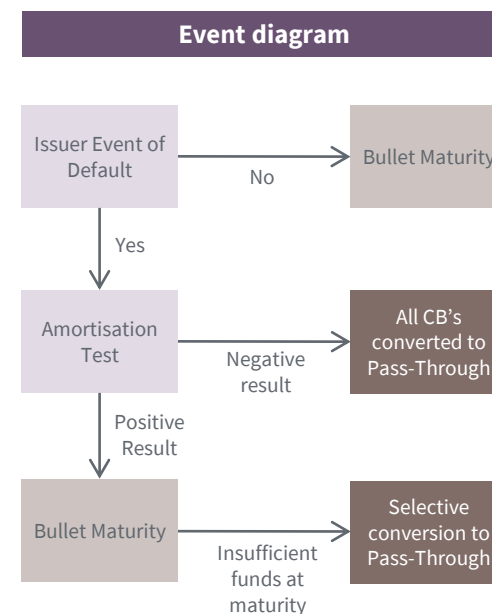 Event diagram
Issuer Event of
Default
No
Bullet Maturity
Yes
Amortisation
Test
Negative
result
All CB's
converted to
Pass-Through
Positive
Result
Bullet Maturity
Insufficient
funds at
maturity
Selective
conversion to
Pass-Through